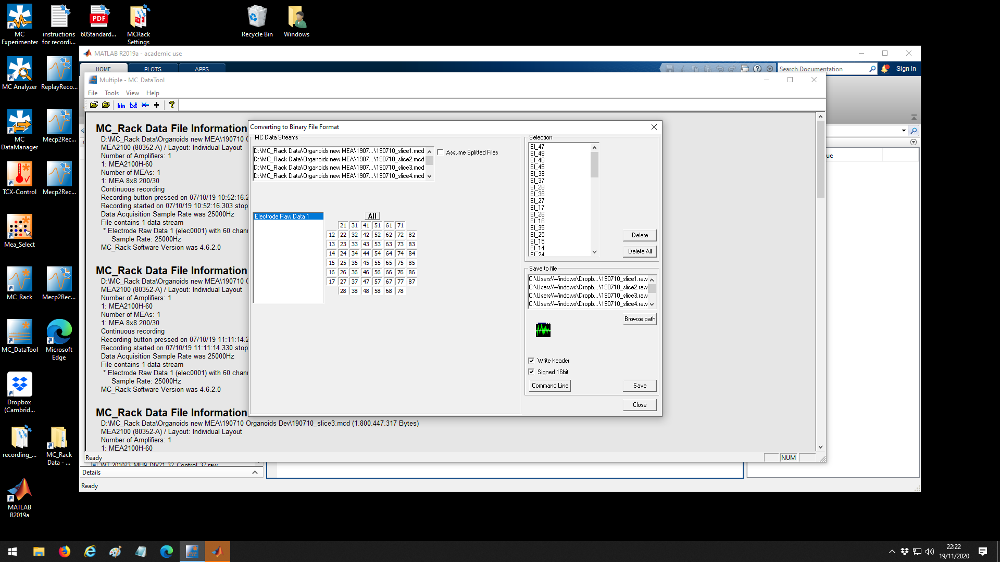 MC Experimenter
instructions for recordi...
60Standard...
MCRack Settings
Recycle Bin
Windows
MC Analyzer
ReplayReco...
MC DataManager
Mecp2Rec...
TCX-Control
Mecp2Rec...
Mea_Select
MC_Rack
Mecp2Rec...
MC_DataTool
Microsoft Edge
Dropbox (Cambrid...
recording_...
MC_Rack Data - ...
MATLAB R2019a
PDF
MATLAB R2019a - academic use
HOME PLOTS APPS
Search Documentation
Sign In
Multiple - MC_DataTool
File Tools View Help
bin txt
MC_Rack Data File Information
D:\MC_Rack Data\Organoids new MEA\190710 O
MEA2100 (80352-A) / Layout: Individual Layout
Number of Amplifiers: 1
1: MEA2100H-60
Number of MEAs: 1
1: MEA 8x8 200/30
Continuous recording
Recording button pressed on 07/10/19 10:52:16.2
Recording started on 07/10/19 10:52:16.303 stop
Data Acquisition Sample Rate was 25000Hz
File contains 1 data stream
* Electrode Raw Data 1 (elec0001) with 60 chann
Sample Rate: 25000Hz
MC_Rack Software Version was 4.6.2.0
MC_Rack Data File Information
D:\MC_Rack Data\Organoids new MEA\190710 O
MEA2100 (80352-A) / Layout: Individual Layout
Number of Amplifiers: 1
1: MEA2100H-60
Number of MEAs: 1
1: MEA 8x8 200/30
Continuous recording
Recording button pressed on 07/10/19 11:11:14.2
Recording started on 07/10/19 11:11:14.330 stop
Data Acquisition Sample Rate was 25000Hz
File contains 1 data stream
* Electrode Raw Data 1 (elec0001) with 60 chann
Sample Rate: 25000Hz
MC_Rack Software Version was 4.6.2.0
MC_Rack Data File Information
D:\MC_Rack Data\Organoids new MEA\190710 Organoids Dev\190710_slice3.mcd (1.800.447.317 Bytes)
MEA2100 (80352-A) / Layout: Individual Layout
Number of Amplifiers: 1
1: MEA2100H-60
Ready
NUM
Converting to Binary File Format
MC Data Streams
D:\MC_Rack Data\Organoids new MEA\1907...\190710_slice1.mcd
D:\MC_Rack Data\Organoids new MEA\1907...\190710_slice2.mcd
D:\MC_Rack Data\Organoids new MEA\1907...\190710_slice3.mcd
D:\MC_Rack Data\Organoids new MEA\1907...\190710_slice4.mcd
Assume Splitted Files
Electrode Raw Data 1
All
21 31 41 51 61 71
12 22 32 42 52 62 72 82
13 23 33 43 53 63 73 83
14 24 34 44 54 64 74 84
15 25 35 45 55 65 75 85
16 26 36 46 56 66 76 86
17 27 37 47 57 67 77 87
28 38 48 58 68 78
Selection
El_47
El_48
El_46
El_45
El_38
El_37
El_28
El_36
El_27
El_17
El_26
El_16
El_35
El_25
El_15
El_14
El_24
Delete
Delete All
Save to file
C:\Users\Windows\Dropb...\190710_slice1.raw
C:\Users\Windows\Dropb...\190710_slice2.raw
C:\Users\Windows\Dropb...\190710_slice3.raw
C:\Users\Windows\Dropb...\190710_slice4.raw
Browse path
Write header
Signed 16bit
Command Line
Save
Close
ue
WT_201023_MH9_DIV21_32_Control_37.raw
Details
Ready
22:22
19/11/2020